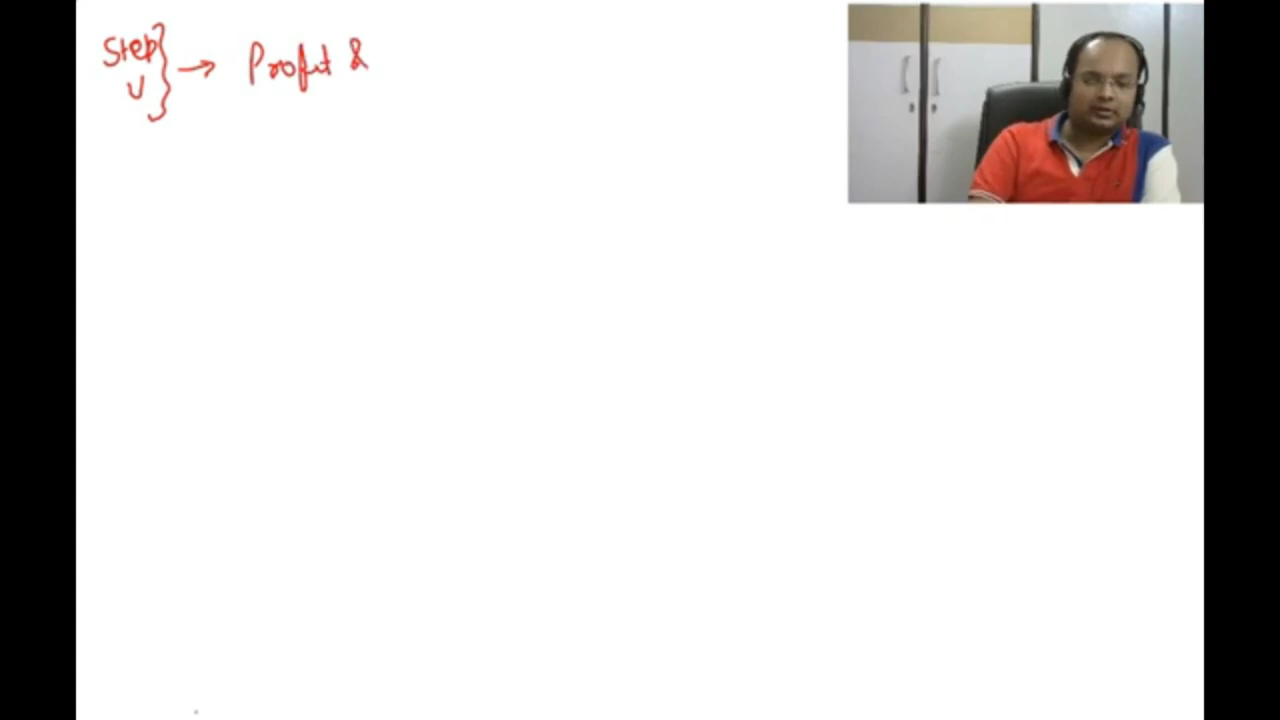 Step
V } → Profit &